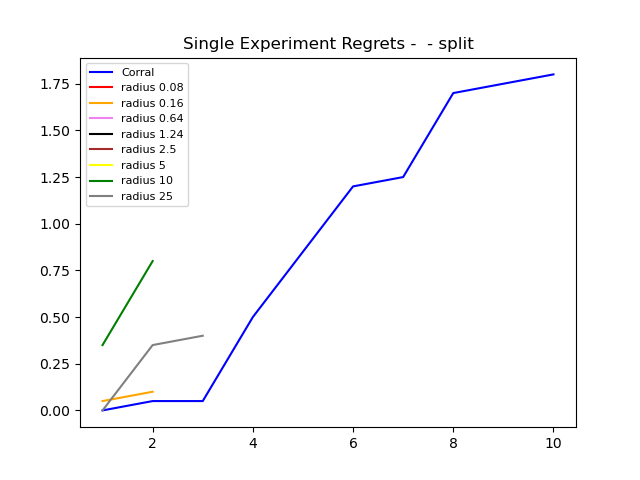 Single Experiment Regrets -  - split
Corral
radius 0.08
radius 0.16
radius 0.64
radius 1.24
radius 2.5
radius 5
radius 10
radius 25
1.75
1.50
1.25
1.00
0.75
0.50
0.25
0.00
2 4 6 8 10